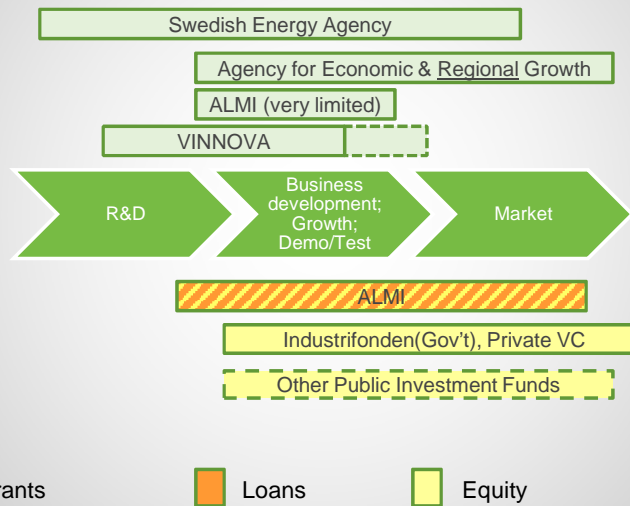 Swedish Energy Agency
Agency for Economic & Regional Growth
ALMI (very limited)
VINNOVA
R&D
Business
development;
Growth;
Demo/Test
Market
ALMI
Industrifonden(Gov't), Private VC
Other Public Investment Funds
rants
Loans
Equity